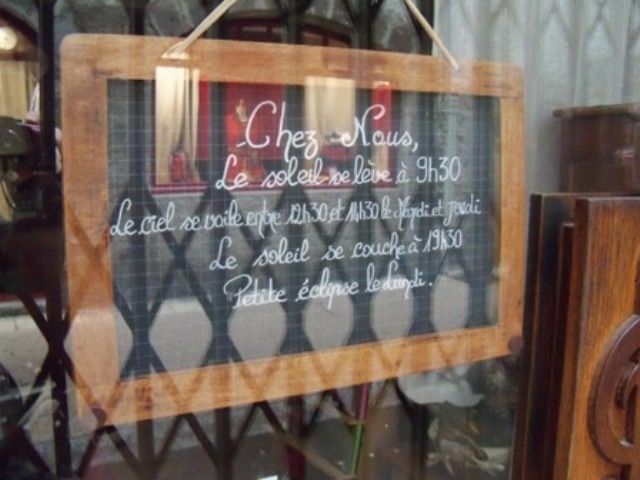 Chez Nous,
Le soleil se lève à 9h30
Le ciel se voile entre 12h30 et 14h30 le Mardi et Jeudi
Le soleil se couche à 19h30
Petite éclipse le Lundi.